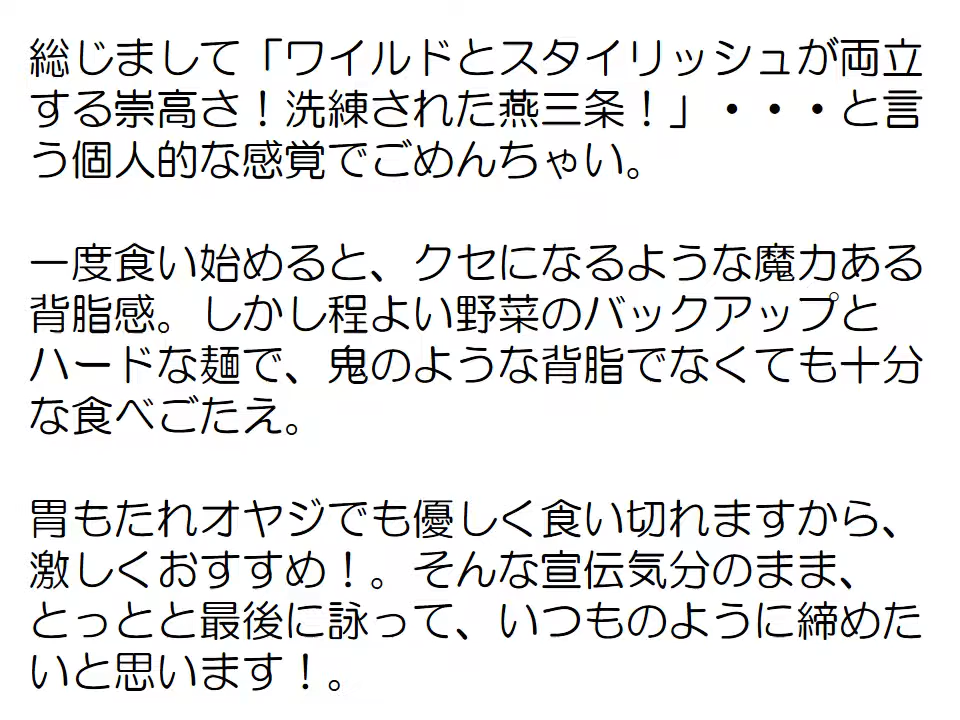 総じまして「ワイルドとスタイリッシュが両立
する崇高さ！洗練された燕三条！」・・・と言
う個人的な感覚でごめんちゃい。
一度食い始めると、クセになるような魔力ある
背脂感。しかし程よい野菜のバックアップと
ハードな麺で、鬼のような背脂でなくても十分
な食べごたえ。
胃もたれオヤジでも優しく食い切れますから、
激しくおすすめ！。そんな宣伝気分のまま、
とっとと最後に詠って、いつものように締めた
いと思います！。